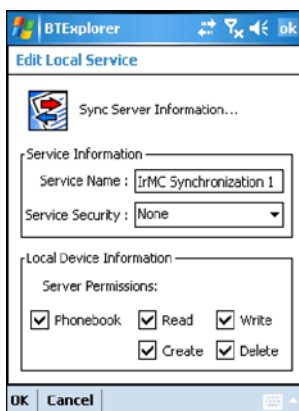 BTExplorer ok
Edit Local Service
Sync Server Information...
Service Information
Service Name : IrMC Synchronization 1
Service Security : None
Local Device Information
Server Permissions:
Phonebook Read Write
Create Delete
OK Cancel